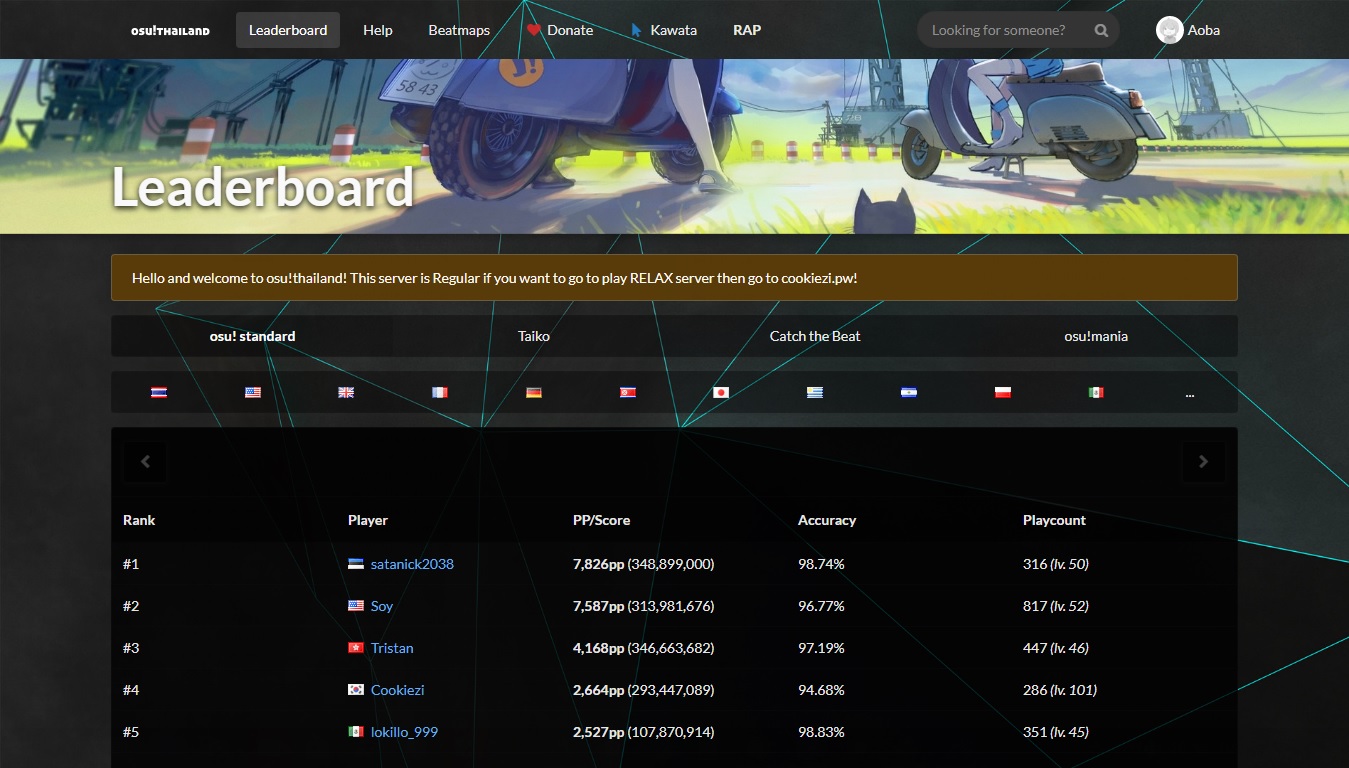 osu!THAILAND Leaderboard Help Beatmaps Donate Kawata RAP Looking for someone? Aoba
58 43
Leaderboard
Hello and welcome to osu!thailand! This server is Regular if you want to go to play RELAX server then go to cookiezi.pw!
osu! standard Taiko Catch the Beat osu!mania
...
Rank Player PP/Score Accuracy Playcount
#1 satanick2038 7,826pp (348,899,000) 98.74% 316 (lv. 50)
#2 Soy 7,587pp (313,981,676) 96.77% 817 (lv. 52)
#3 Tristan 4,168pp (346,663,682) 97.19% 447 (lv. 46)
#4 Cookiezi 2,664pp (293,447,089) 94.68% 286 (lv. 101)
#5 lokillo_999 2,527pp (107,870,914) 98.83% 351 (lv. 45)